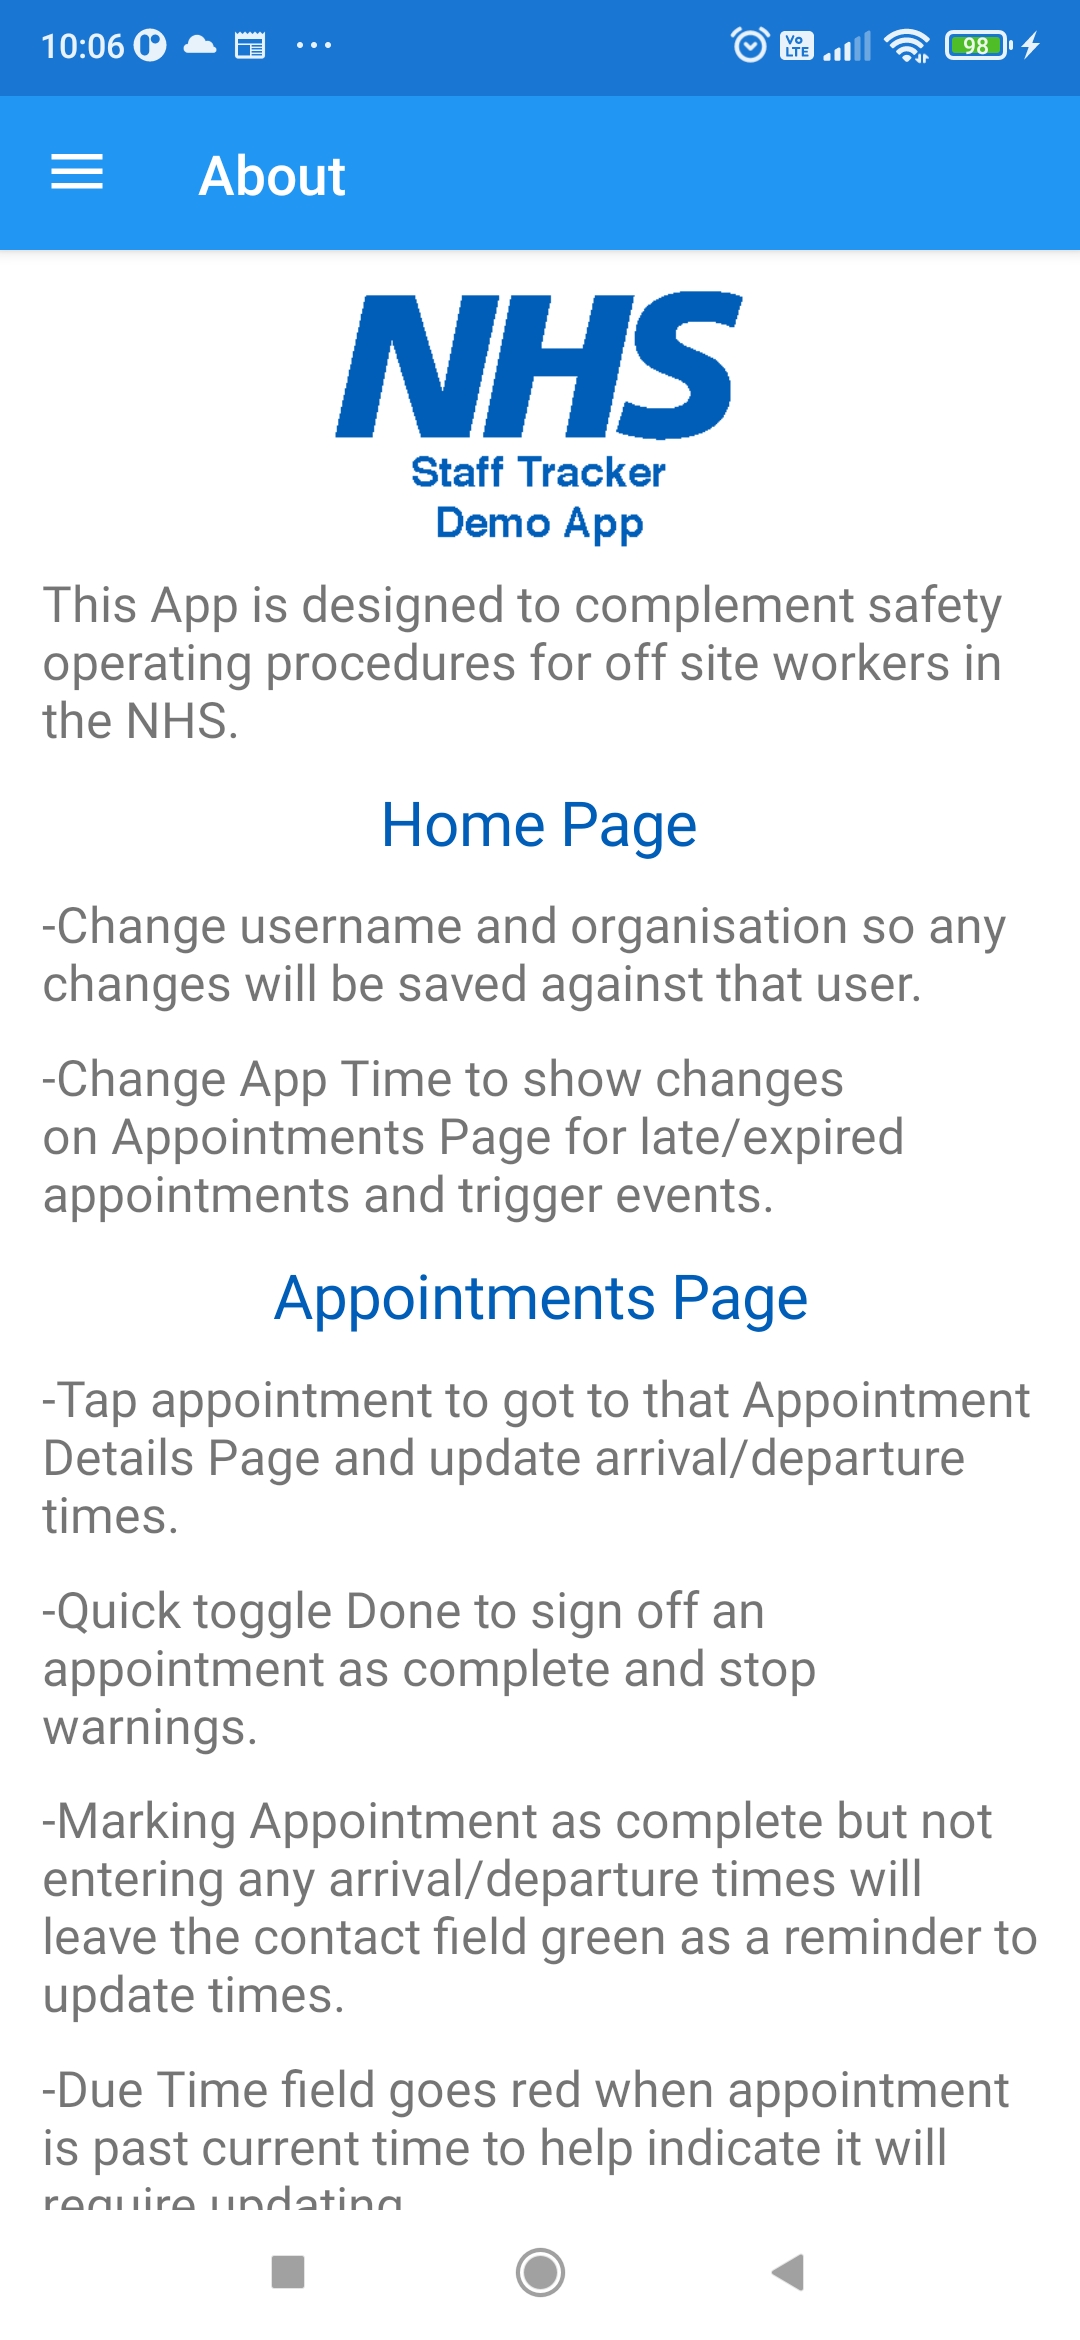 10:06
Vo LTE
98
About
NHS
Staff Tracker
Demo App
This App is designed to complement safety
operating procedures for off site workers in
the NHS.
Home Page
-Change username and organisation so any
changes will be saved against that user.
-Change App Time to show changes
on Appointments Page for late/expired
appointments and trigger events.
Appointments Page
-Tap appointment to got to that Appointment
Details Page and update arrival/departure
times.
-Quick toggle Done to sign off an
appointment as complete and stop
warnings.
-Marking Appointment as complete but not
entering any arrival/departure times will
leave the contact field green as a reminder to
update times.
-Due Time field goes red when appointment
is past current time to help indicate it will
require updating